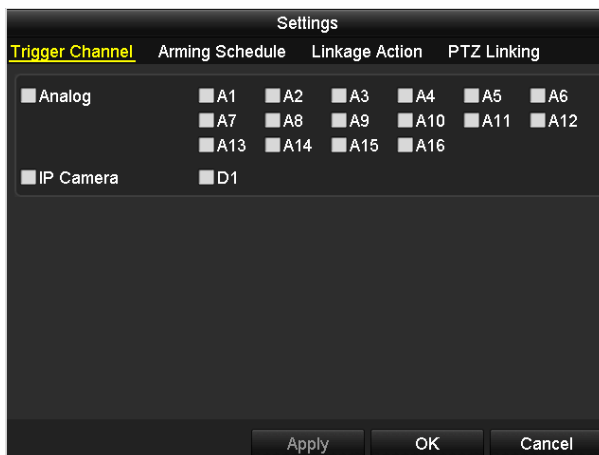 Settings
Trigger Channel Arming Schedule Linkage Action PTZ Linking
Analog A1 A2 A3 A4 A5 A6
A7 A8 A9 A10 A11 A12
A13 A14 A15 A16
IP Camera D1
Apply OK Cancel